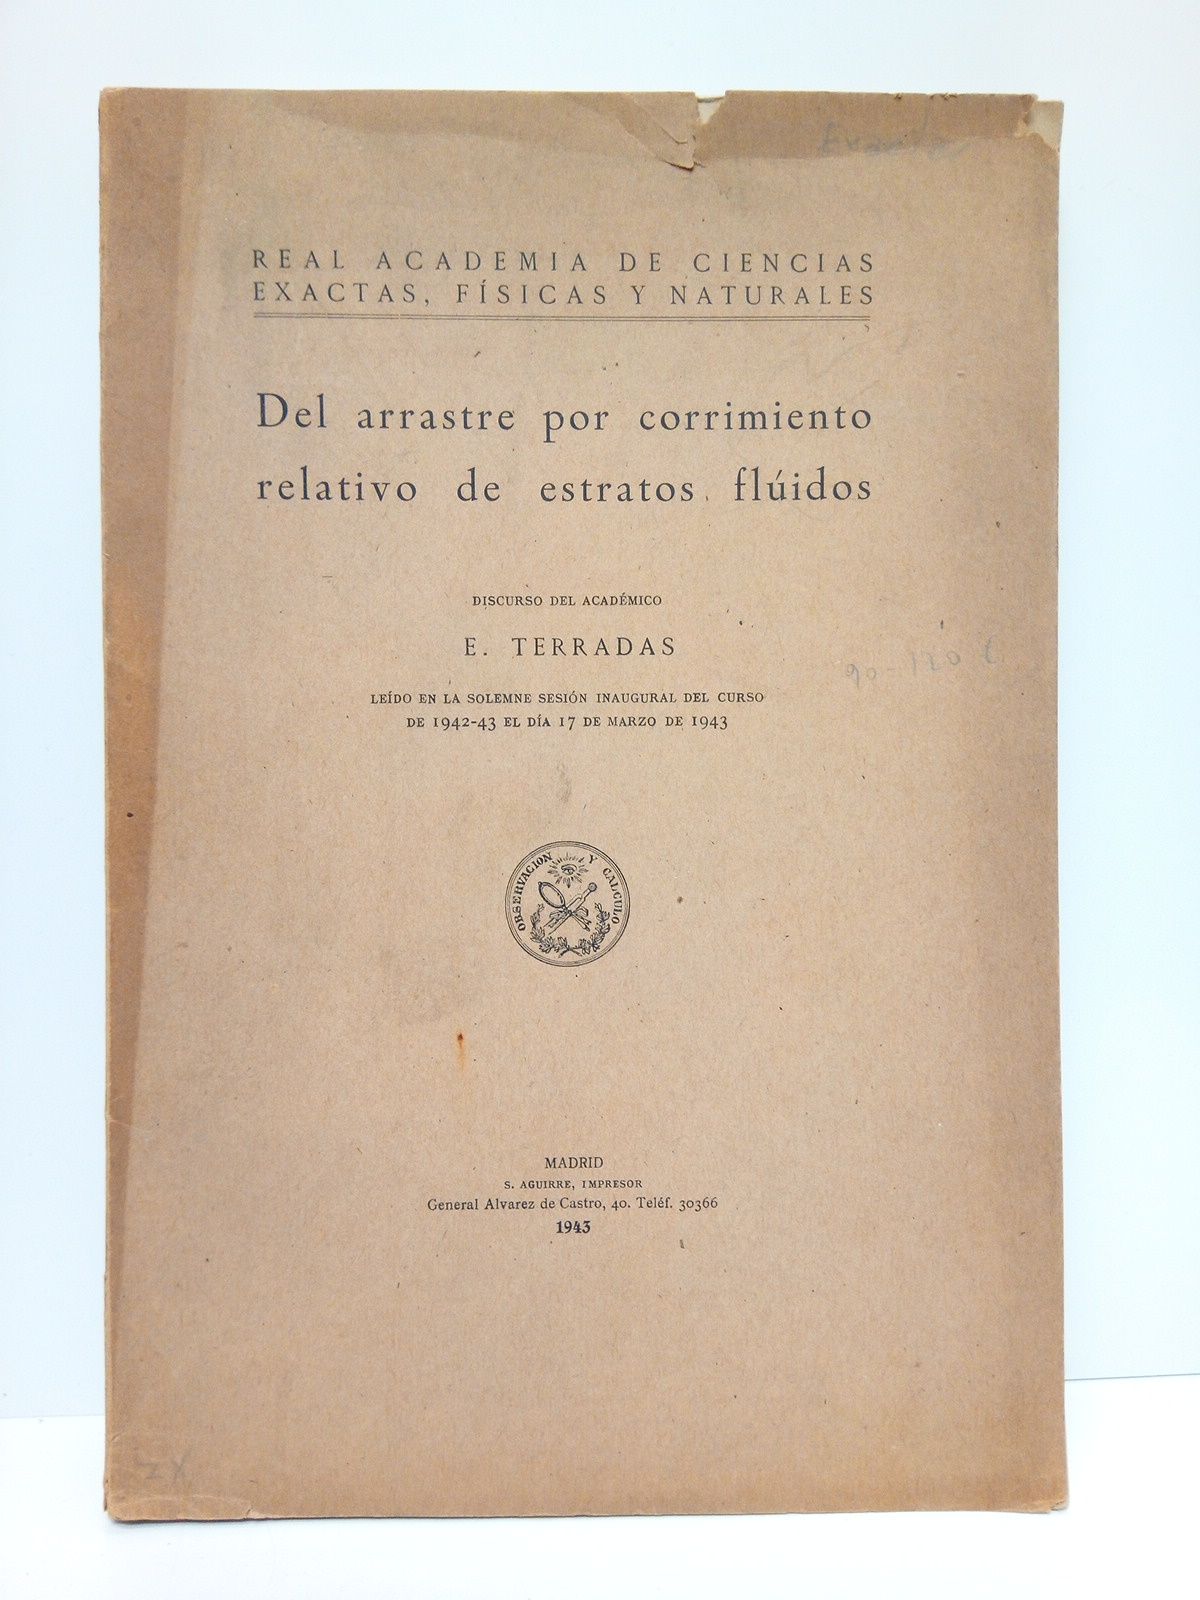 REAL ACADEMIA DE CIENCIAS
EXACTAS, FÍSICAS Y NATURALES
Del arrastre por corrimiento
relativo de estratos flúidos
DISCURSO DEL ACADÉMICO
E. TERRADAS
LEÍDO EN LA SOLEMNE SESIÓN INAUGURAL DEL CURSO
DE 1942-43 EL DÍA 17 DE MARZO DE 1943
OBSERVACION Y CALCULO
MADRID
S. AGUIRRE, IMPRESOR
General Alvarez de Castro, 40. Teléf. 30366
1943